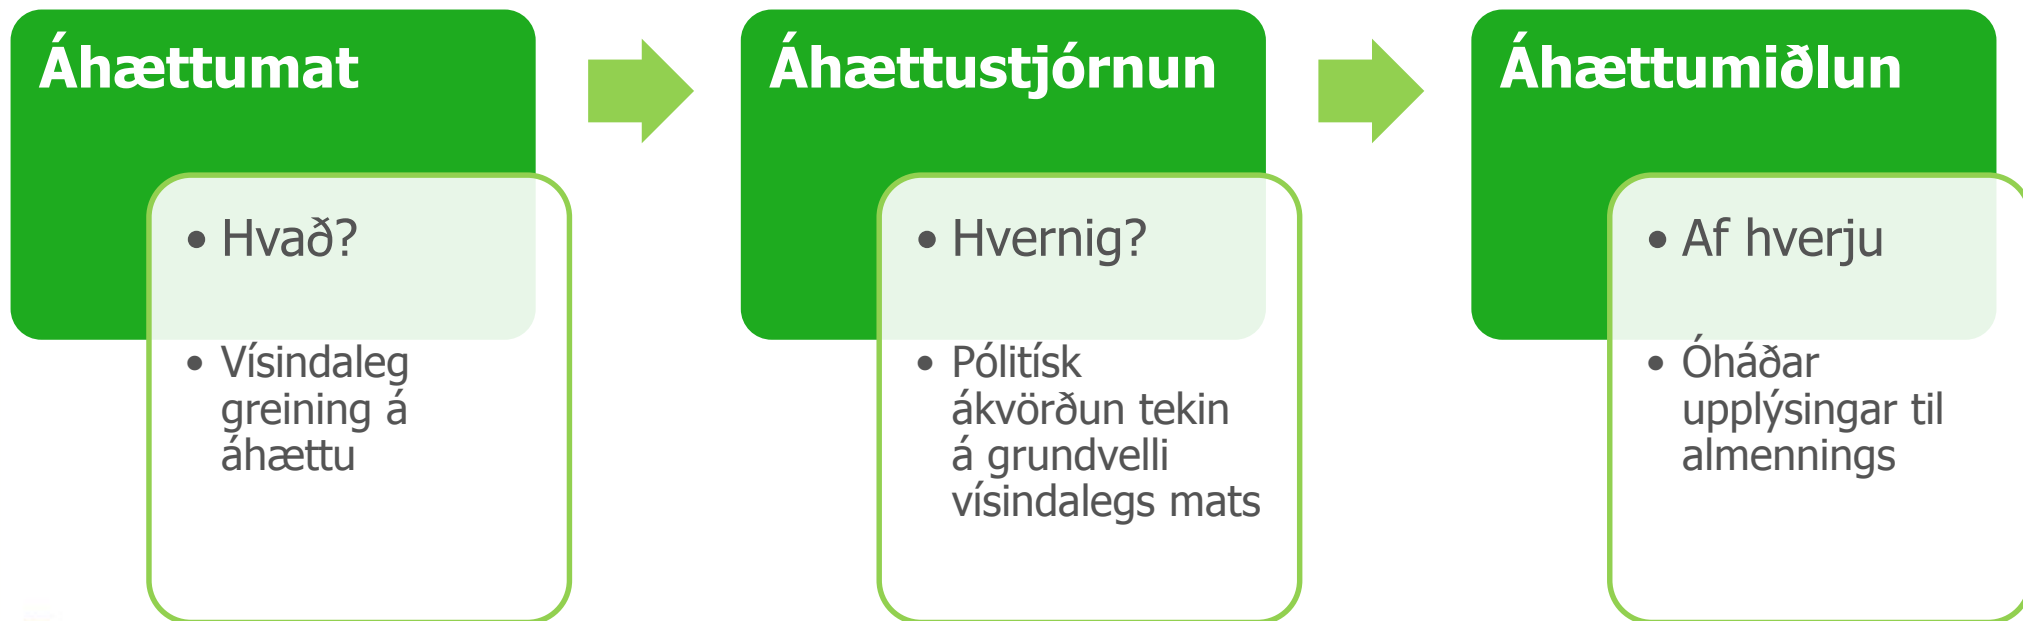 Áhættumat
• Hvað?
• Vísindaleg
greining á
áhættu
Áhættustjórnun
• Hvernig?
• Pólitísk
ákvörðun tekin
á grundvelli
vísindalegs mats
Áhættumiðlun
• Af hverju
• Óháðar
upplýsingar til
almennings